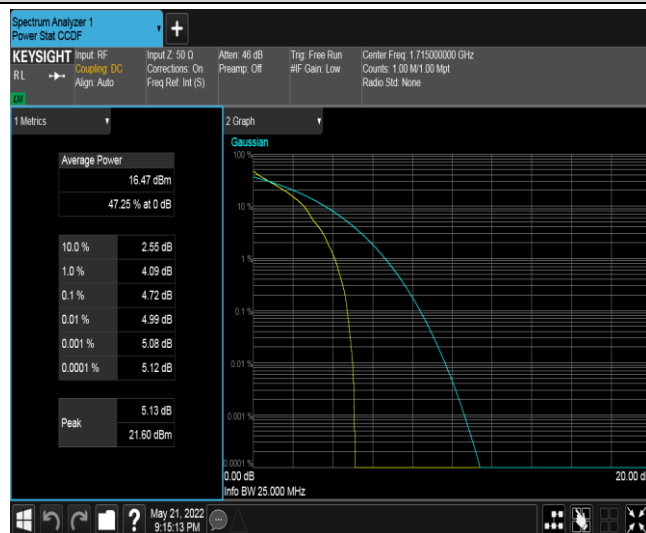 Spectrum Analyzer 1
Power Stat CCDF
+
KEYSIGHT
RL
LM
Input: RF
Coupling: DC
Align: Auto
Input Z: 50 Ω
Corrections: On
Freq Ref: Int (S)
Atten: 46 dB
Preamp: Off
Trig: Free Run
#IF Gain: Low
Center Freq: 1.715000000 GHz
Counts: 1.00 M/1.00 Mpt
Radio Std: None
1 Metrics
Average Power
16.47 dBm
47.25 % at 0 dB
10.0 % 2.55 dB
1.0 % 4.09 dB
0.1 % 4.72 dB
0.01 % 4.99 dB
0.001 % 5.08 dB
0.0001 % 5.12 dB
Peak
5.13 dB
21.60 dBm
2 Graph
Gaussian
100 %
10 %
1 %
0.1 %
0.01 %
0.001 %
0.0001 %
0.00 dB
20.00 d
Info BW 25.000 MHz
?
May 21, 2022
9:15:13 PM